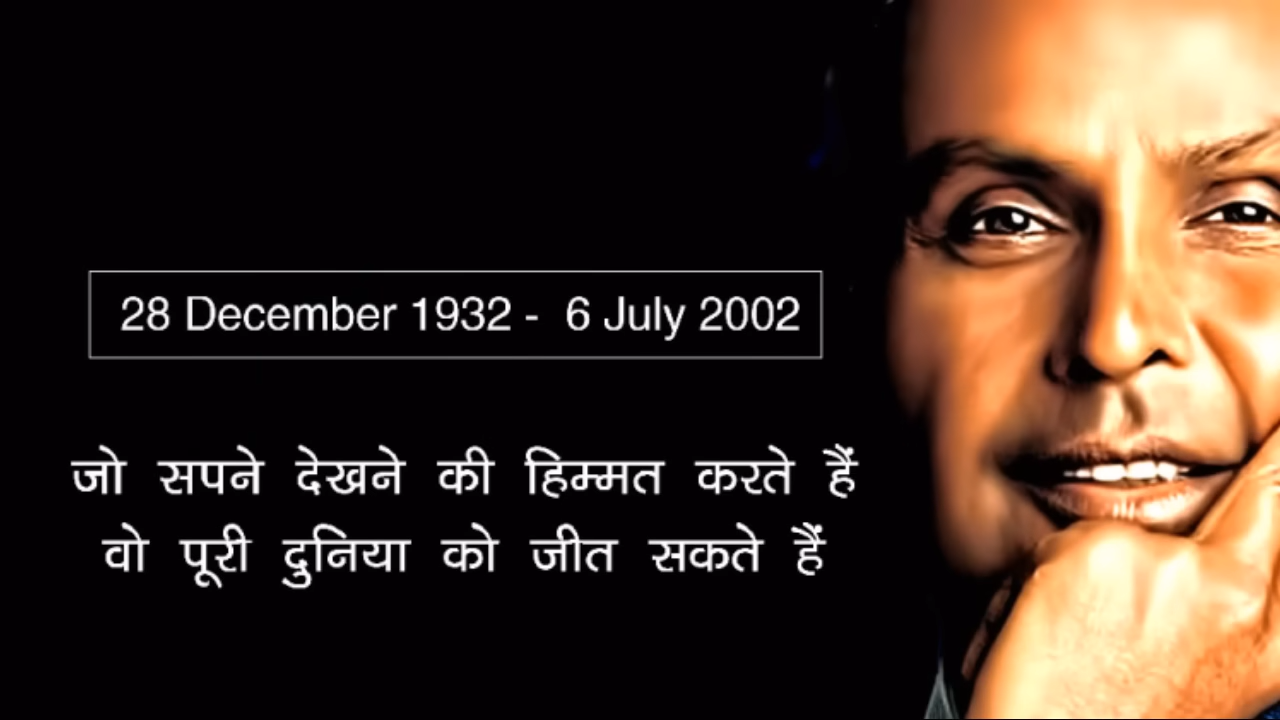 28 December 1932 - 6 July 2002
जो सपने देखने की हिम्मत करते हैं
वो पूरी दुनिया को जीत सकते हैं